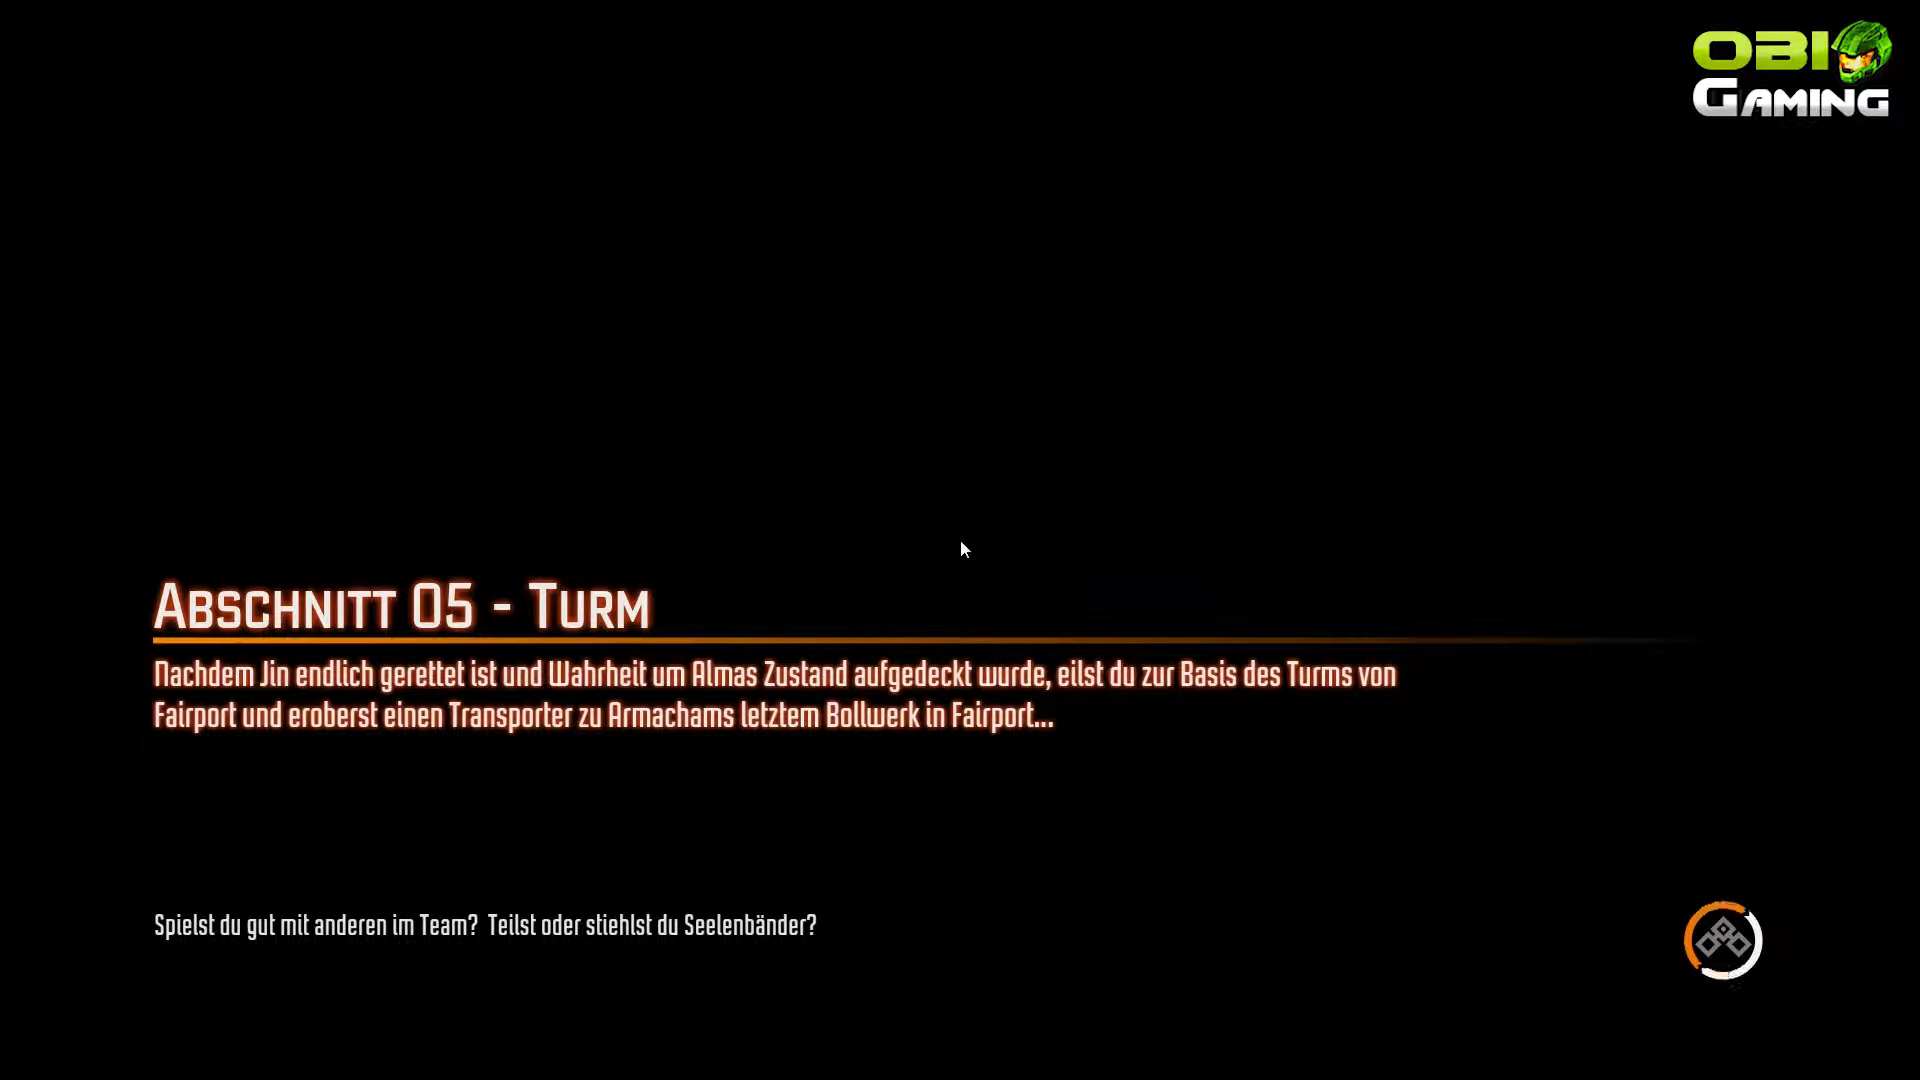 OBI
GAMING
ABSCHNITT 05 - TURM
Nachdem Jin endlich gerettet ist und Wahrheit um Almas Zustand aufgedeckt wurde, eilst du zur Basis des Turms von
Fairport und eroberst einen Transporter zu Armachams letztem Bollwerk in Fairport...
Spielst du gut mit anderen im Team? Teilst oder stiehlst du Seelenbänder?